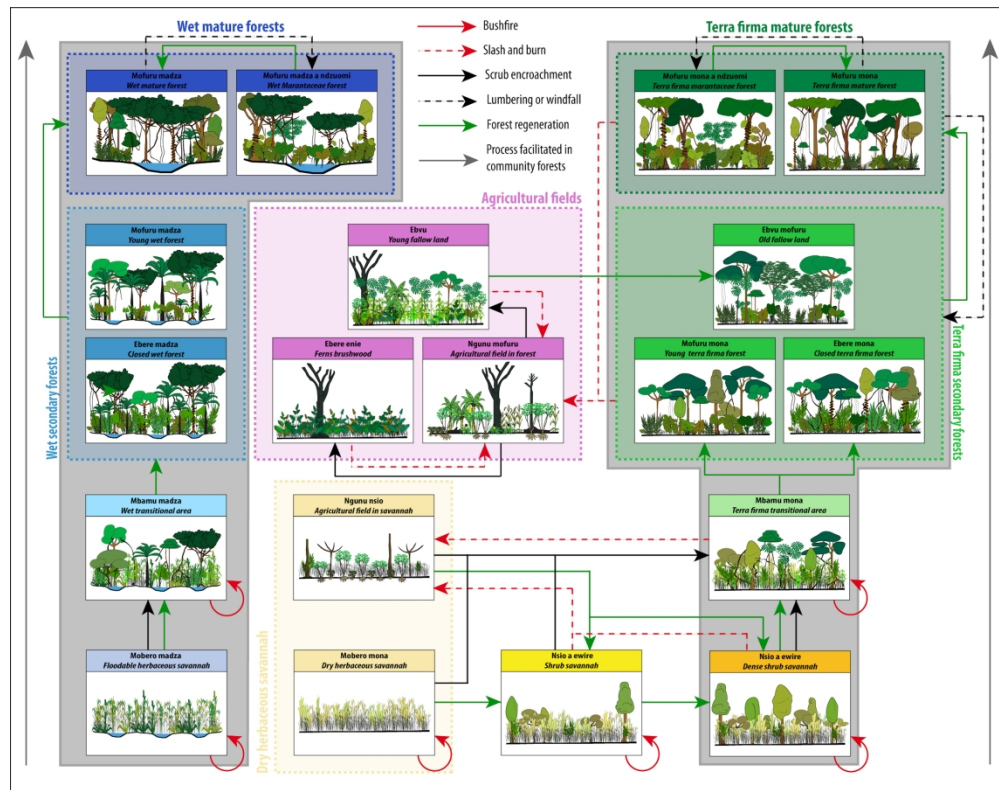 Wet mature forests
Mofuru madza
Wet mature forest
Mofuru madza a ndzuomi
Wet Marantaceae forest
Bushfire
Slash and burn
Scrub encroachment
Lumbering or windfall
Forest regeneration
Process facilitated in
community forests
Terra firma mature forests
Mofuru mona a ndzuomi
Terra firma marantaceae forest
Mofuru mona
Terra firma mature forest
Wet secondary forests
Mofuru madza
Young wet forest
Ebere madza
Closed wet forest
Agricultural fields
Ebvu
Young fallow land
Ebere enie
Ferns brushwood
Ngunu mofuru
Agricultural field in forest
Terra firma secondary forests
Ebvu mofuru
Old fallow land
Mofuru mona
Young terra firma forest
Ebere mona
Closed terra firma forest
Mbamu madza
Wet transitional area
Mobero madza
Floodable herbaceous savannah
Dry herbaceous savannah
Ngunu nsio
Agricultural field in savannah
Mobero mona
Dry herbaceous savannah
Mbamu mona
Terra firma transitional area
Nsio a ewire
Shrub savannah
Nsio a ewire
Dense shrub savannah